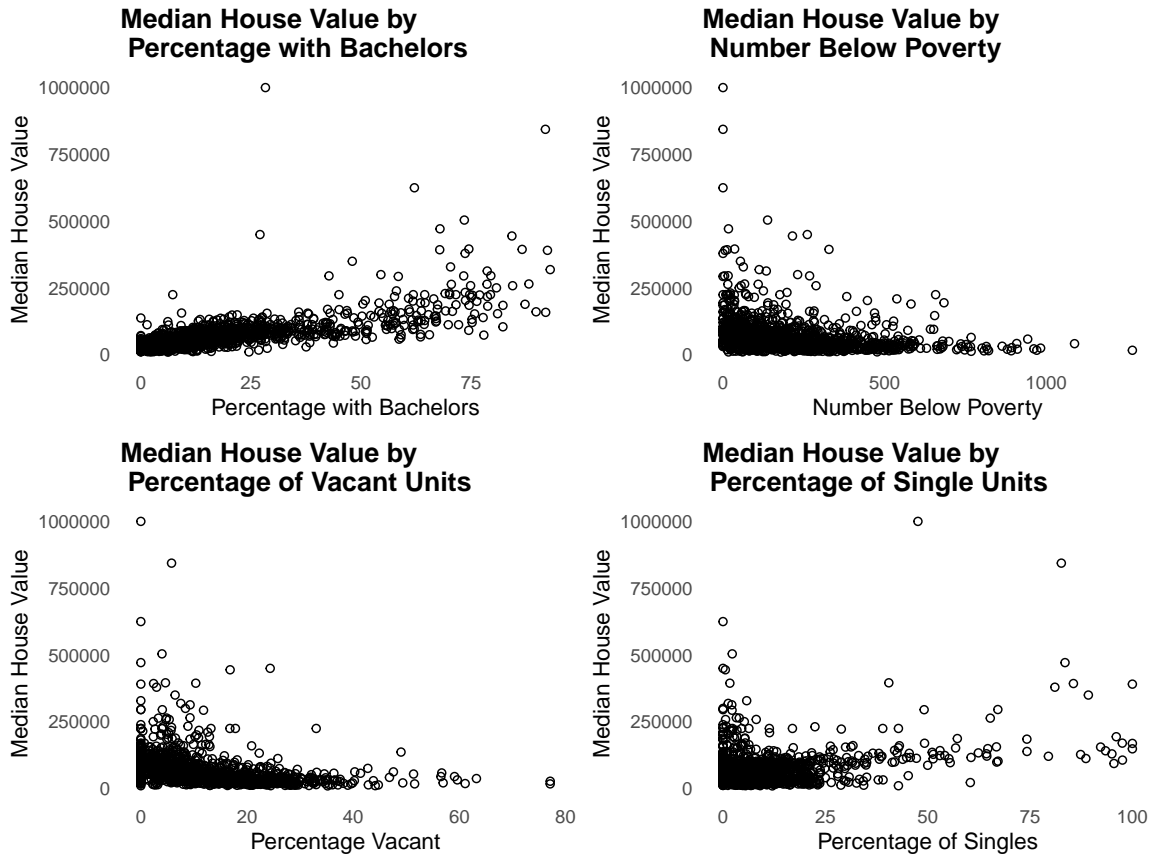 Median House Value by
Percentage with Bachelors
Median House Value
1000000
750000
500000
250000
0
0 25 50 75
Percentage with Bachelors
Median House Value by
Number Below Poverty
Median House Value
1000000
750000
500000
250000
0
0 500 1000
Number Below Poverty
Median House Value by
Percentage of Vacant Units
Median House Value
1000000
750000
500000
250000
0
0 20 40 60 80
Percentage Vacant
Median House Value by
Percentage of Single Units
Median House Value
1000000
750000
500000
250000
0
0 25 50 75 100
Percentage of Singles